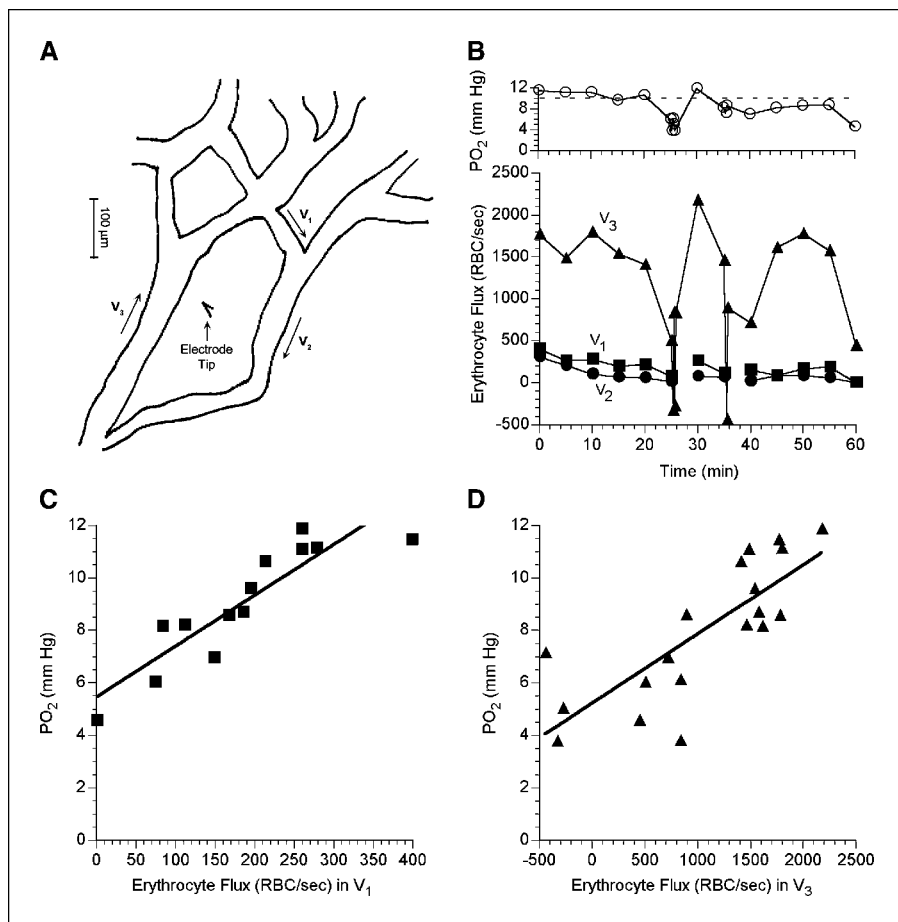 A
100 µm
V1
V3
V2
Electrode
Tip
B
PO2 (mm Hg)
12
8
4
0
Erythrocyte Flux (RBC/sec)
2500
2000
1500
1000
500
0
-500
V3
V1
V2
0 10 20 30 40 50 60
Time (min)
C
PO2 (mm Hg)
12
10
8
6
4
2
0
0 50 100 150 200 250 300 350 400
Erythrocyte Flux (RBC/sec) in V1
D
PO2 (mm Hg)
12
10
8
6
4
2
0
-500 0 500 1000 1500 2000 2500
Erythrocyte Flux (RBC/sec) in V3